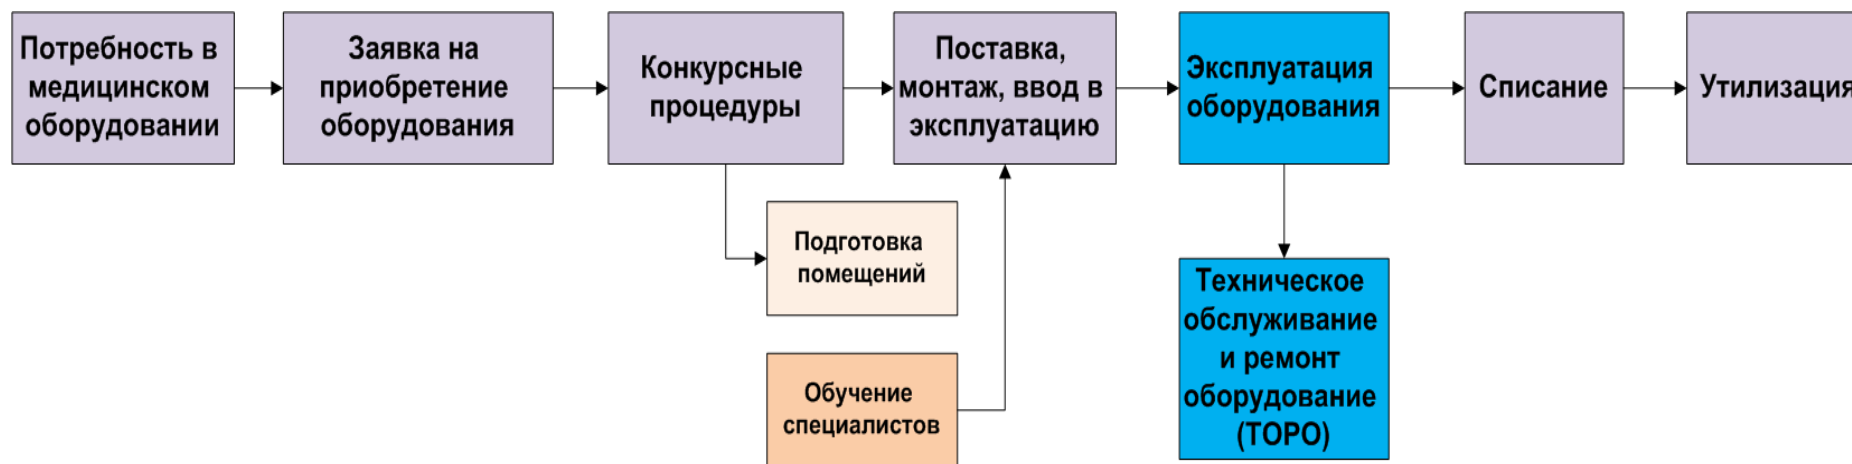 Потребность в
медицинском
оборудовании
Заявка на
приобретение
оборудования
Конкурсные
процедуры
Поставка,
монтаж, ввод в
эксплуатацию
Эксплуатация
оборудования
Списание
Утилизация
Подготовка
помещений
Обучение
специалистов
Техническое
обслуживание
и ремонт
оборудование
(ТОРО)